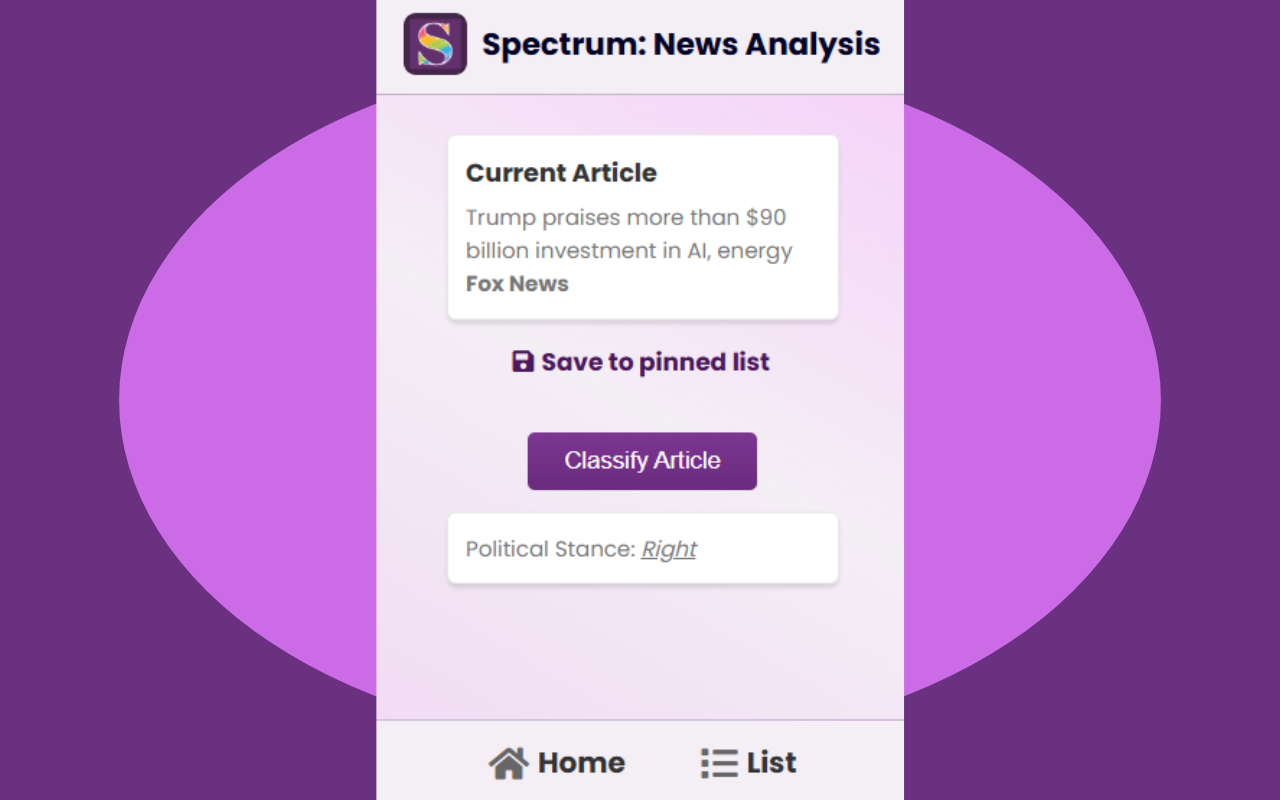 S Spectrum: News Analysis
Current Article
Trump praises more than $90
billion investment in AI, energy
Fox News
Save to pinned list
Classify Article
Political Stance: Right
Home
List